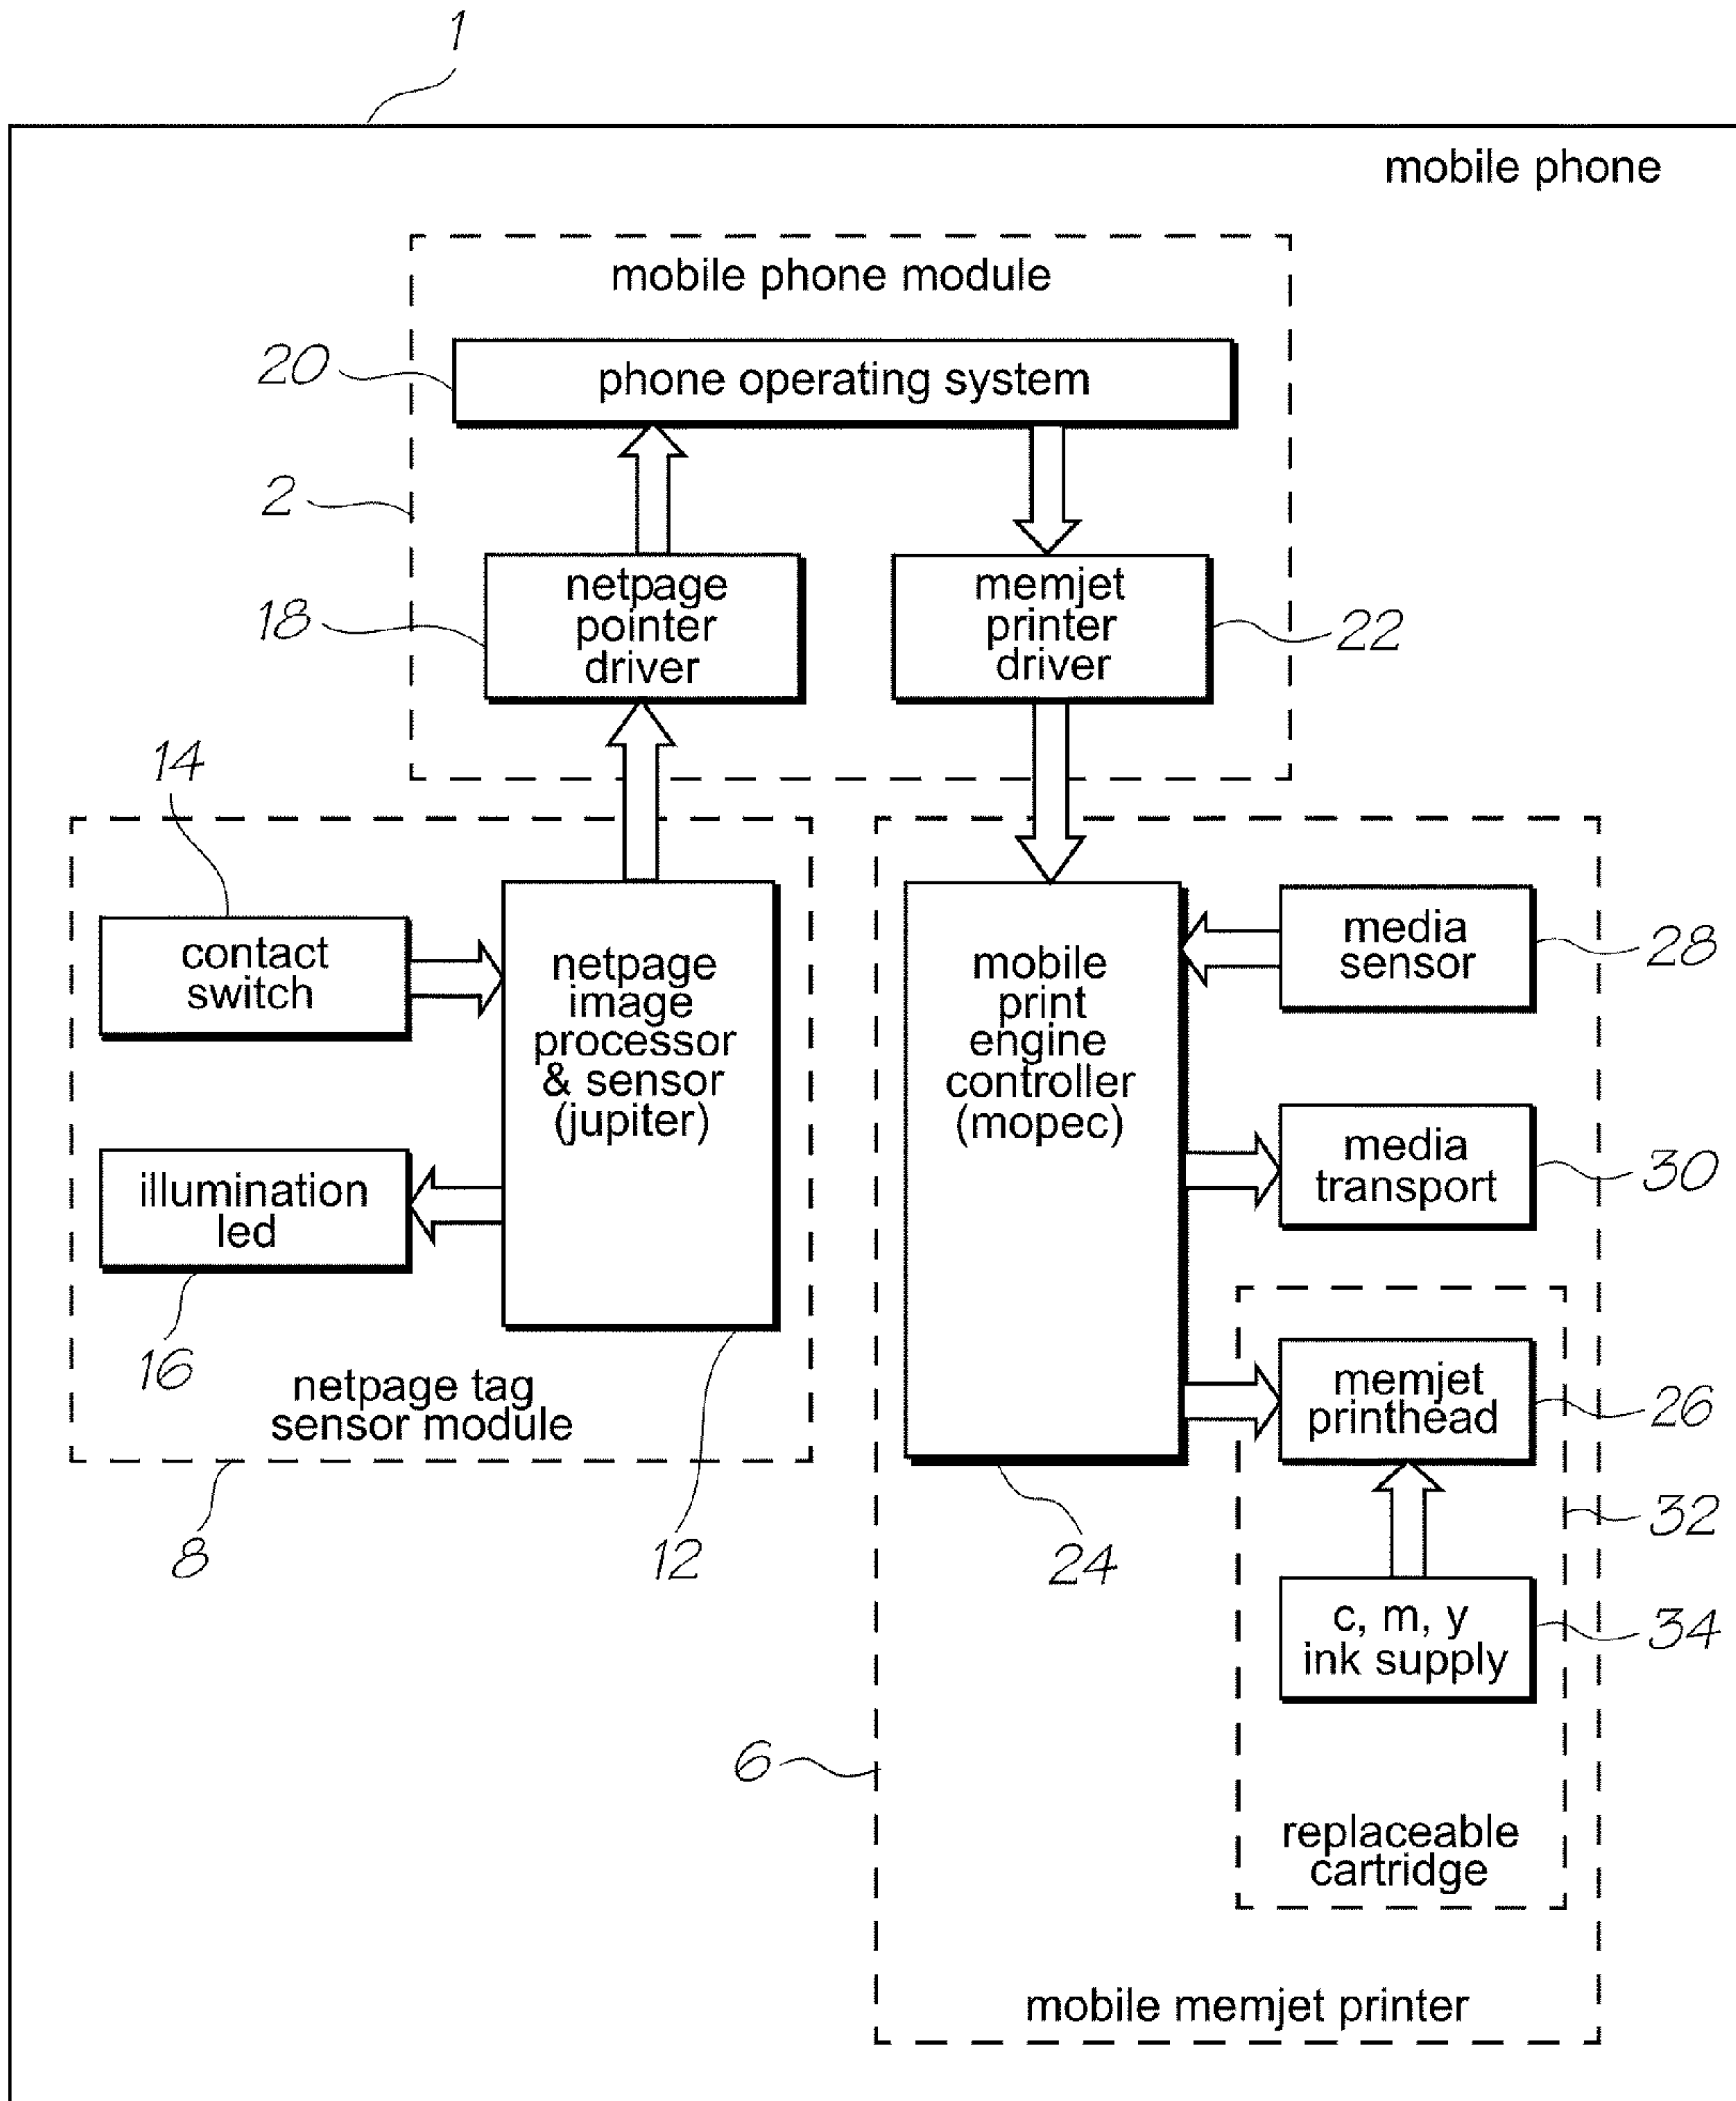 1
mobile phone
mobile phone module
20
phone operating system
2
netpage
pointer
driver
18
memjet
printer
driver
22
14
contact
switch
netpage
image
processor
& sensor
(jupiter)
illumination
led
16
netpage tag
sensor module
8
12
mobile
print
engine
controller
(mopec)
media
sensor
28
media
transport
30
memjet
printhead
26
32
24
c, m, y
ink supply
34
6
replaceable
cartridge
mobile memjet printer